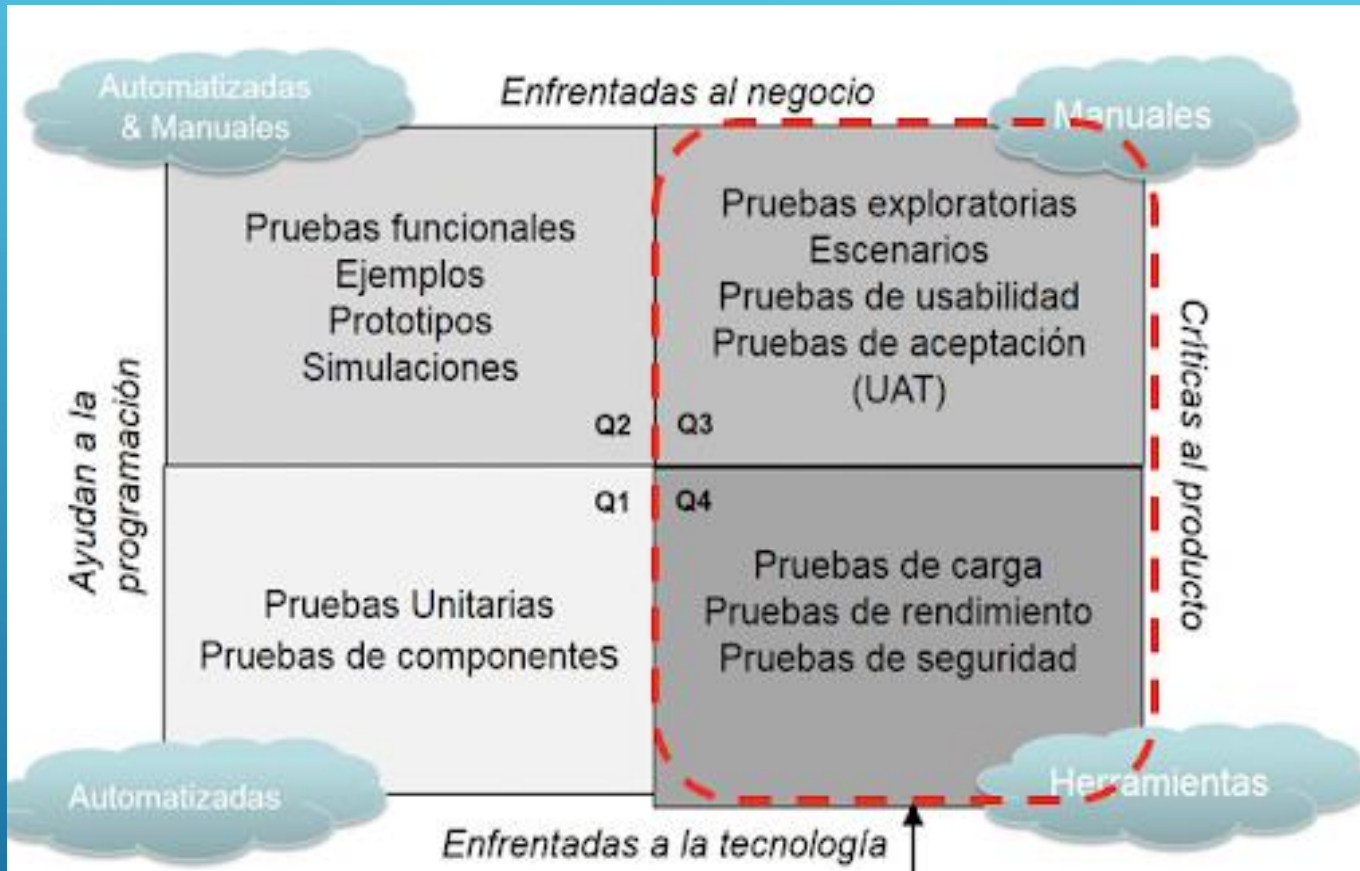 Automatizadas
& Manuales
Enfrentadas al negocio
Manuales
Pruebas funcionales
Ejemplos
Prototipos
Simulaciones
Q2
Pruebas exploratorias
Escenarios
Pruebas de usabilidad
Pruebas de aceptación
(UAT)
Q3
Ayudan a la
programación
Críticas al producto
Q1
Pruebas Unitarias
Pruebas de componentes
Q4
Pruebas de carga
Pruebas de rendimiento
Pruebas de seguridad
Automatizadas
Herramientas
Enfrentadas a la tecnología